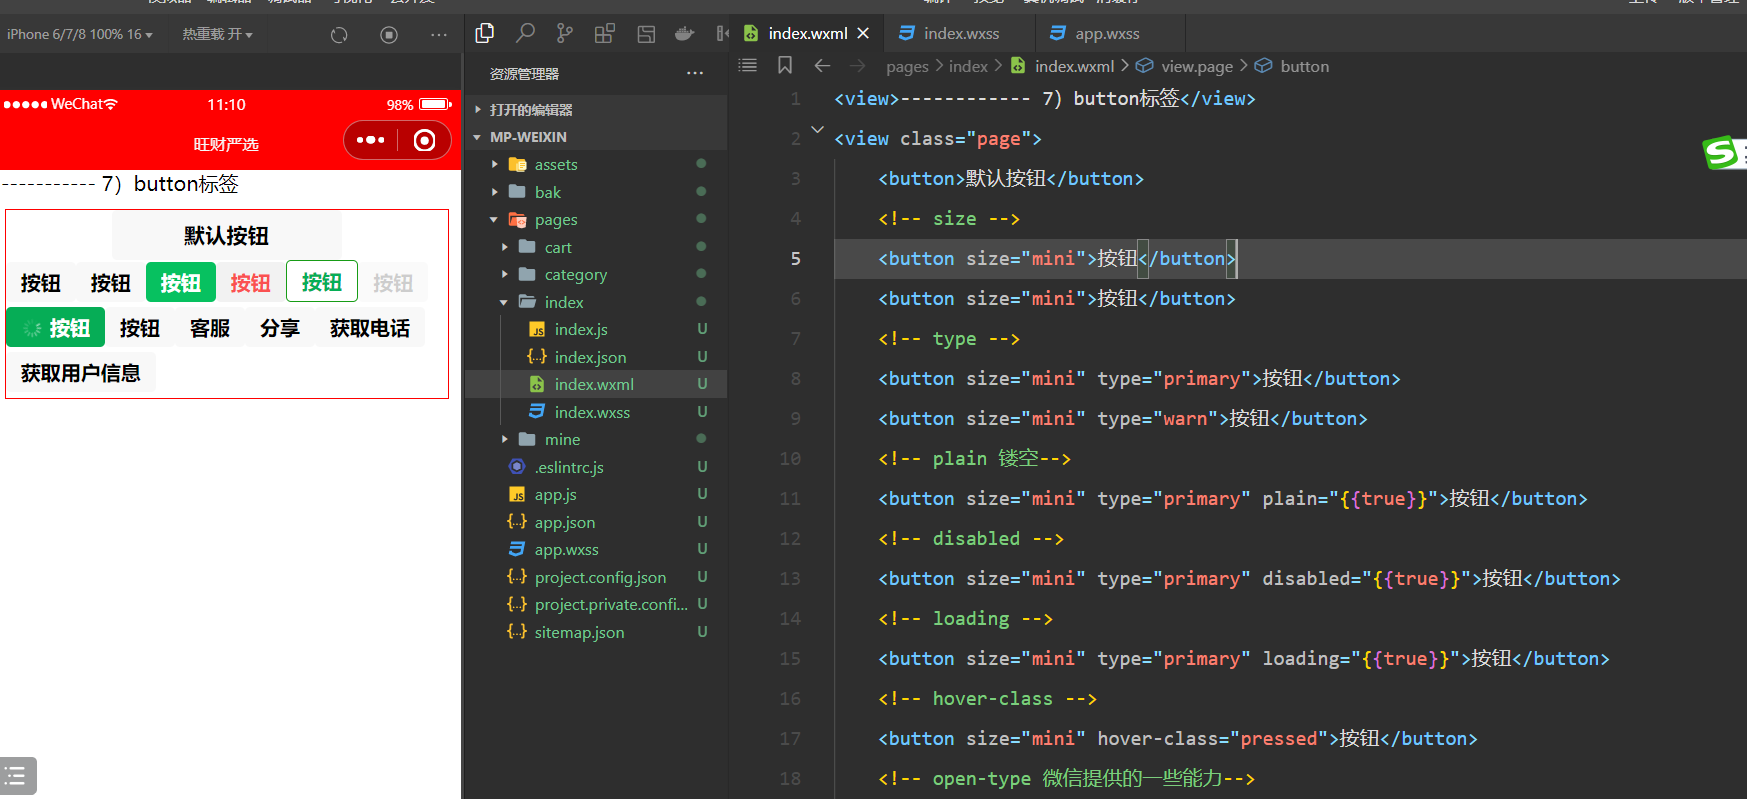 iPhone 6/7/8 100% 16
热重载 开
WeChat
11:10
98%
旺财严选
----------- 7）button标签
默认按钮
按钮 按钮 按钮 按钮 按钮 按钮
按钮 按钮 客服 分享 获取电话
获取用户信息
资源管理器
打开的编辑器
MP-WEIXIN
assets
bak
pages
cart
category
index
index.js U
index.json U
index.wxml U
index.wxss U
mine
.eslintrc.js U
app.js U
app.json U
app.wxss U
project.config.json U
project.private.confi... U
sitemap.json U
index.wxml
index.wxss
app.wxss
pages > index > index.wxml > view.page > button
1 <view>------------ 7）button标签</view>
2 <view class="page">
3 <button>默认按钮</button>
4 <!-- size -->
5 <button size="mini">按钮</button>
6 <button size="mini">按钮</button>
7 <!-- type -->
8 <button size="mini" type="primary">按钮</button>
9 <button size="mini" type="warn">按钮</button>
10 <!-- plain 镂空-->
11 <button size="mini" type="primary" plain="{{true}}">按钮</button>
12 <!-- disabled -->
13 <button size="mini" type="primary" disabled="{{true}}">按钮</button>
14 <!-- loading -->
15 <button size="mini" type="primary" loading="{{true}}">按钮</button>
16 <!-- hover-class -->
17 <button size="mini" hover-class="pressed">按钮</button>
18 <!-- open-type 微信提供的一些能力-->